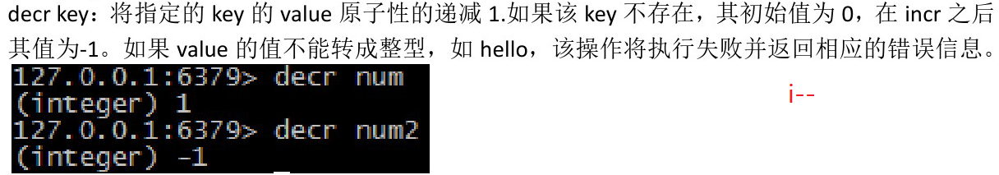 decr key：将指定的 key 的 value 原子性的递减 1.如果该 key 不存在，其初始值为 0，在 incr 之后
其值为-1。如果 value 的值不能转成整型，如 hello，该操作将执行失败并返回相应的错误信息。
127.0.0.1:6379> decr num
(integer) 1
i--
127.0.0.1:6379> decr num2
(integer) -1